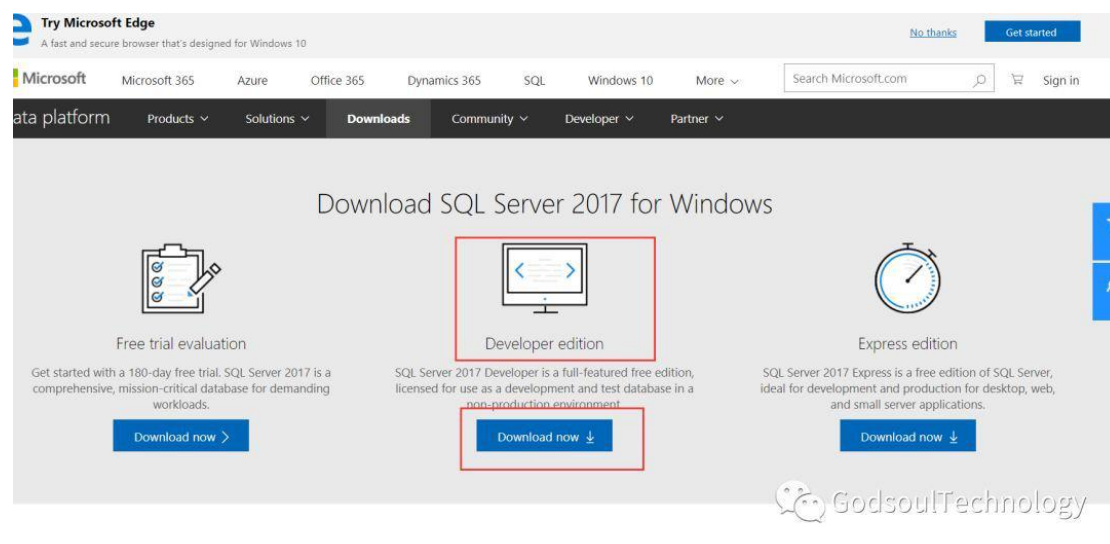 Try Microsoft Edge
A fast and secure browser that's designed for Windows 10
No thanks
Get started
Microsoft
Microsoft 365
Azure
Office 365
Dynamics 365
SQL
Windows 10
More
Search Microsoft.com
Sign in
ata platform
Products
Solutions
Downloads
Community
Developer
Partner
Download SQL Server 2017 for Windows
Free trial evaluation
Get started with a 180-day free trial. SQL Server 2017 is a
comprehensive, mission-critical database for demanding
workloads.
Download now
Developer edition
SQL Server 2017 Developer is a full-featured free edition,
licensed for use as a development and test database in a
non-production environment
Download now
Express edition
SQL Server 2017 Express is a free edition of SQL Server,
ideal for development and production for desktop, web,
and small server applications.
Download now
GodsoulTechnology